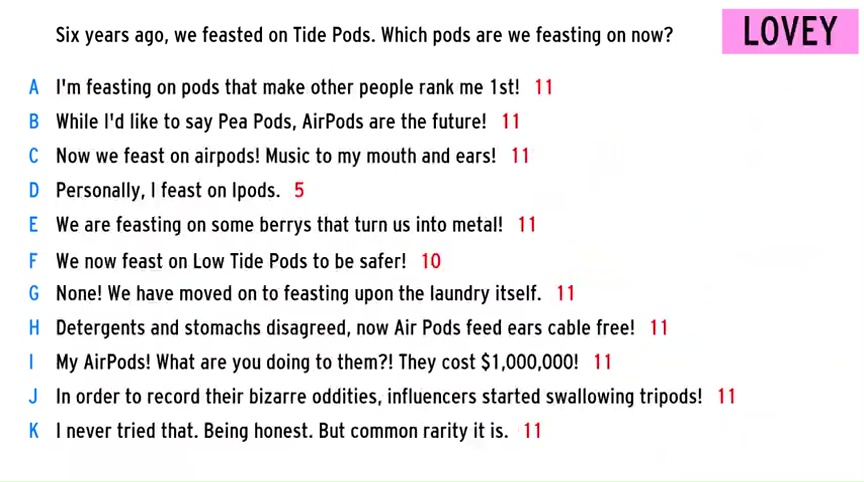 Six years ago, we feasted on Tide Pods. Which pods are we feasting on now?
LOVEY
A I'm feasting on pods that make other people rank me 1st! 11
B While I'd like to say Pea Pods, AirPods are the future! 11
C Now we feast on airpods! Music to my mouth and ears! 11
D Personally, I feast on Ipods. 5
E We are feasting on some berrys that turn us into metal! 11
F We now feast on Low Tide Pods to be safer! 10
G None! We have moved on to feasting upon the laundry itself. 11
H Detergents and stomachs disagreed, now Air Pods feed ears cable free! 11
I My AirPods! What are you doing to them?! They cost $1,000,000! 11
J In order to record their bizarre oddities, influencers started swallowing tripods! 11
K I never tried that. Being honest. But common rarity it is. 11